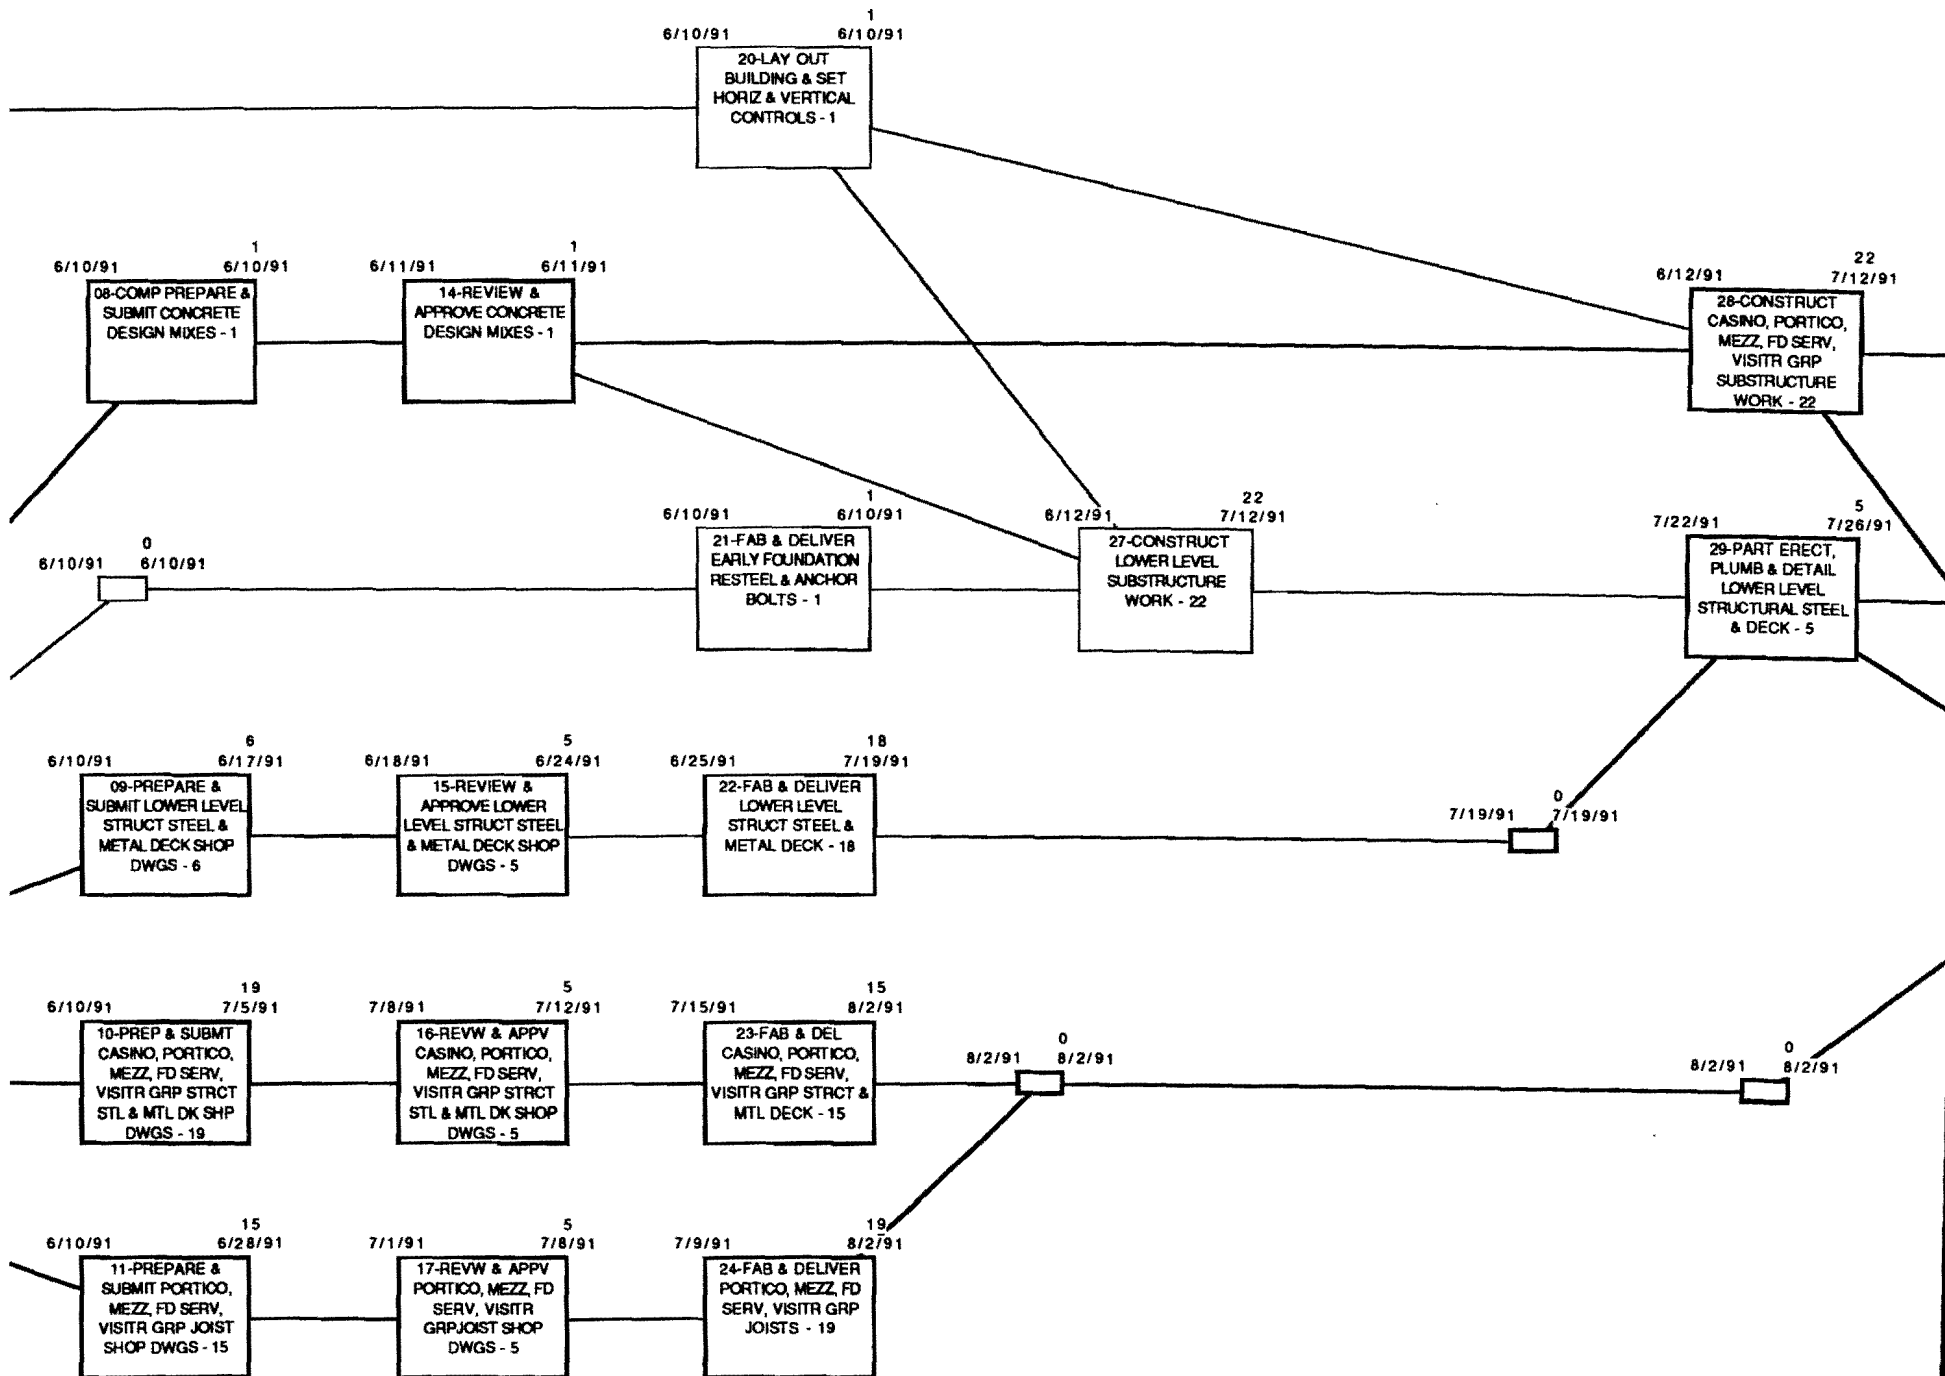 1
6/10/91 6/10/91
20-LAY OUT
BUILDING & SET
HORIZ & VERTICAL
CONTROLS - 1
1
6/10/91 6/10/91
08-COMP PREPARE &
SUBMIT CONCRETE
DESIGN MIXES - 1
1
6/11/91 6/11/91
14-REVIEW &
APPROVE CONCRETE
DESIGN MIXES - 1
22
6/12/91 7/12/91
28-CONSTRUCT
CASINO, PORTICO,
MEZZ, FD SERV,
VISITR GRP
SUBSTRUCTURE
WORK - 22
0
6/10/91 6/10/91
1
6/10/91 6/10/91
21-FAB & DELIVER
EARLY FOUNDATION
RESTEEL & ANCHOR
BOLTS - 1
22
6/12/91 7/12/91
27-CONSTRUCT
LOWER LEVEL
SUBSTRUCTURE
WORK - 22
5
7/22/91 7/26/91
29-PART ERECT,
PLUMB & DETAIL
LOWER LEVEL
STRUCTURAL STEEL
& DECK - 5
6
6/10/91 6/17/91
09-PREPARE &
SUBMIT LOWER LEVEL
STRUCT STEEL &
METAL DECK SHOP
DWGS - 6
5
6/18/91 6/24/91
15-REVIEW &
APPROVE LOWER
LEVEL STRUCT STEEL
& METAL DECK SHOP
DWGS - 5
18
6/25/91 7/19/91
22-FAB & DELIVER
LOWER LEVEL
STRUCT STEEL &
METAL DECK - 18
0
7/19/91 7/19/91
19
6/10/91 7/5/91
10-PREP & SUBMT
CASINO, PORTICO,
MEZZ, FD SERV,
VISITR GRP STRCT
STL & MTL DK SHP
DWGS - 19
5
7/8/91 7/12/91
16-REVW & APPV
CASINO, PORTICO,
MEZZ, FD SERV,
VISITR GRP STRCT
STL & MTL DK SHOP
DWGS - 5
15
7/15/91 8/2/91
23-FAB & DEL
CASINO, PORTICO,
MEZZ, FD SERV,
VISITR GRP STRCT &
MTL DECK - 15
0
8/2/91 8/2/91
0
8/2/91 8/2/91
15
6/10/91 6/28/91
11-PREPARE &
SUBMIT PORTICO,
MEZZ, FD SERV,
VISITR GRP JOIST
SHOP DWGS - 15
5
7/1/91 7/8/91
17-REVW & APPV
PORTICO, MEZZ, FD
SERV, VISITR
GRPJOIST SHOP
DWGS - 5
19
7/9/91 8/2/91
24-FAB & DELIVER
PORTICO, MEZZ, FD
SERV, VISITR GRP
JOISTS - 19